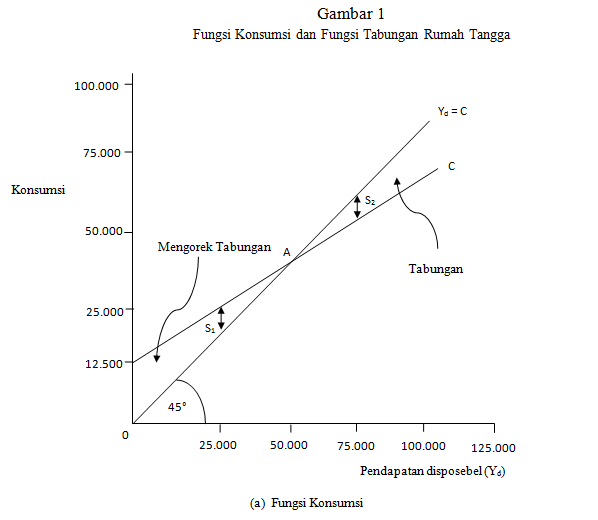 Gambar 1
Fungsi Konsumsi dan Fungsi Tabungan Rumah Tangga
100.000
Yd = C
75.000
C
Konsumsi
S2
50.000
Mengorek Tabungan
A
Tabungan
25.000
S1
12.500
45°
0
25.000
50.000
75.000
100.000
125.000
Pendapatan disposebel (Yd)
(a) Fungsi Konsumsi